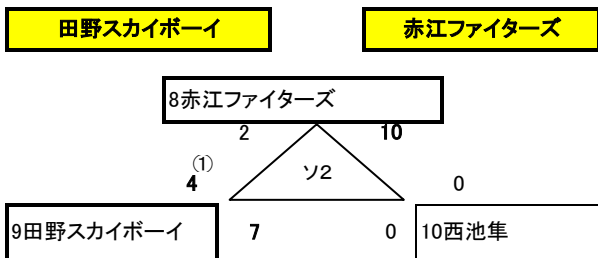 田野スカイボーイ 赤江ファイターズ
8赤江ファイターズ
2 10
(1)
4 ソ2 0
9田野スカイボーイ 7 0 10西池隼